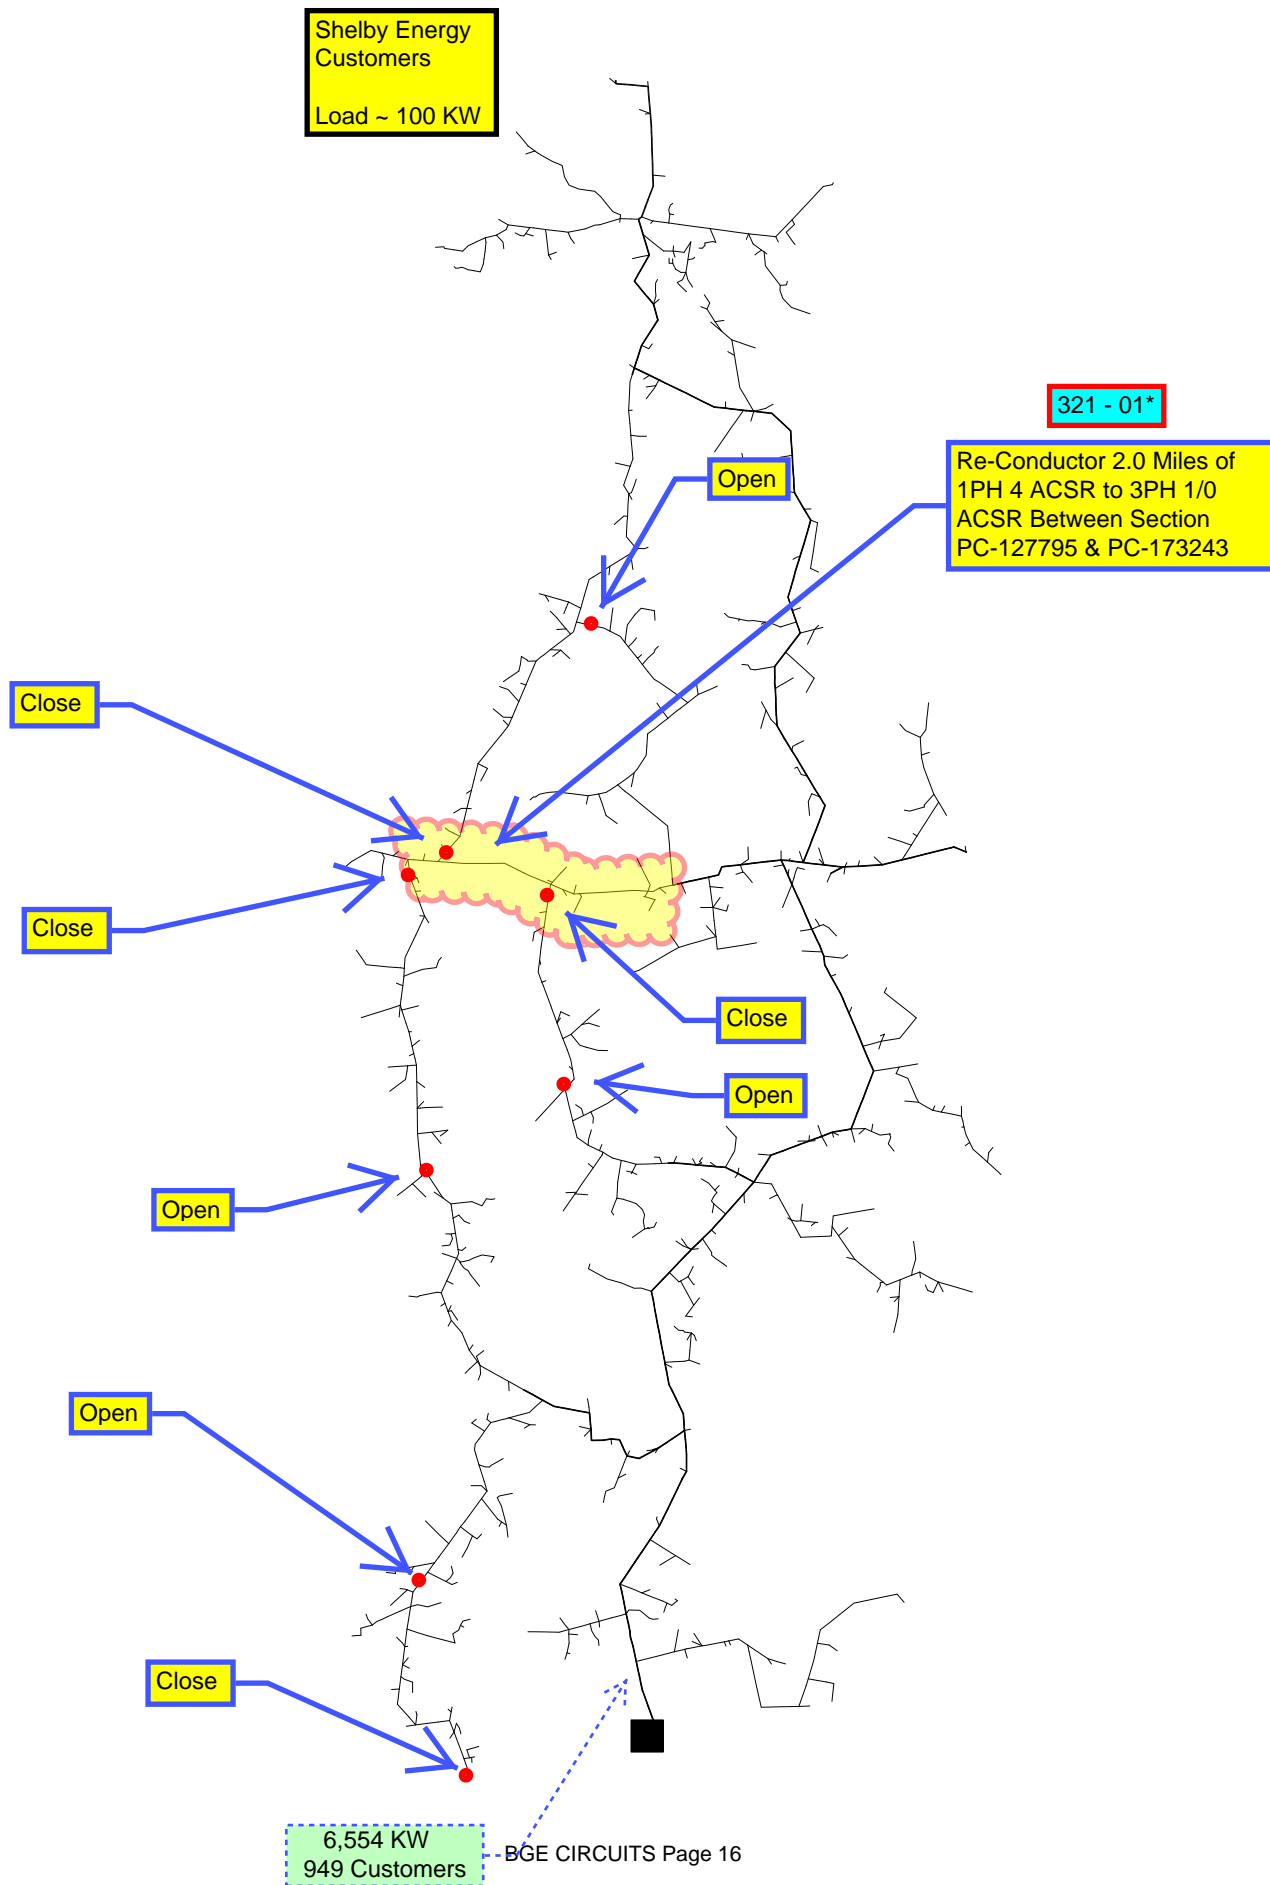 Shelby Energy
Customers
Load ~ 100 KW
321 - 01*
Re-Conductor 2.0 Miles of
1PH 4 ACSR to 3PH 1/0
ACSR Between Section
PC-127795 & PC-173243
Open
Close
Close
Close
Open
Open
Open
Close
6,554 KW
949 Customers
BGE CIRCUITS Page 16